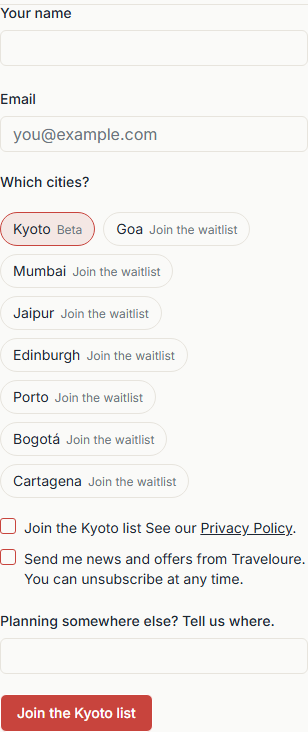 Your name
Email
you@example.com
Which cities?
Kyoto Beta Goa Join the waitlist
Mumbai Join the waitlist
Jaipur Join the waitlist
Edinburgh Join the waitlist
Porto Join the waitlist
Bogotá Join the waitlist
Cartagena Join the waitlist
Join the Kyoto list See our Privacy Policy.
Send me news and offers from Traveloure.
You can unsubscribe at any time.
Planning somewhere else? Tell us where.
Join the Kyoto list